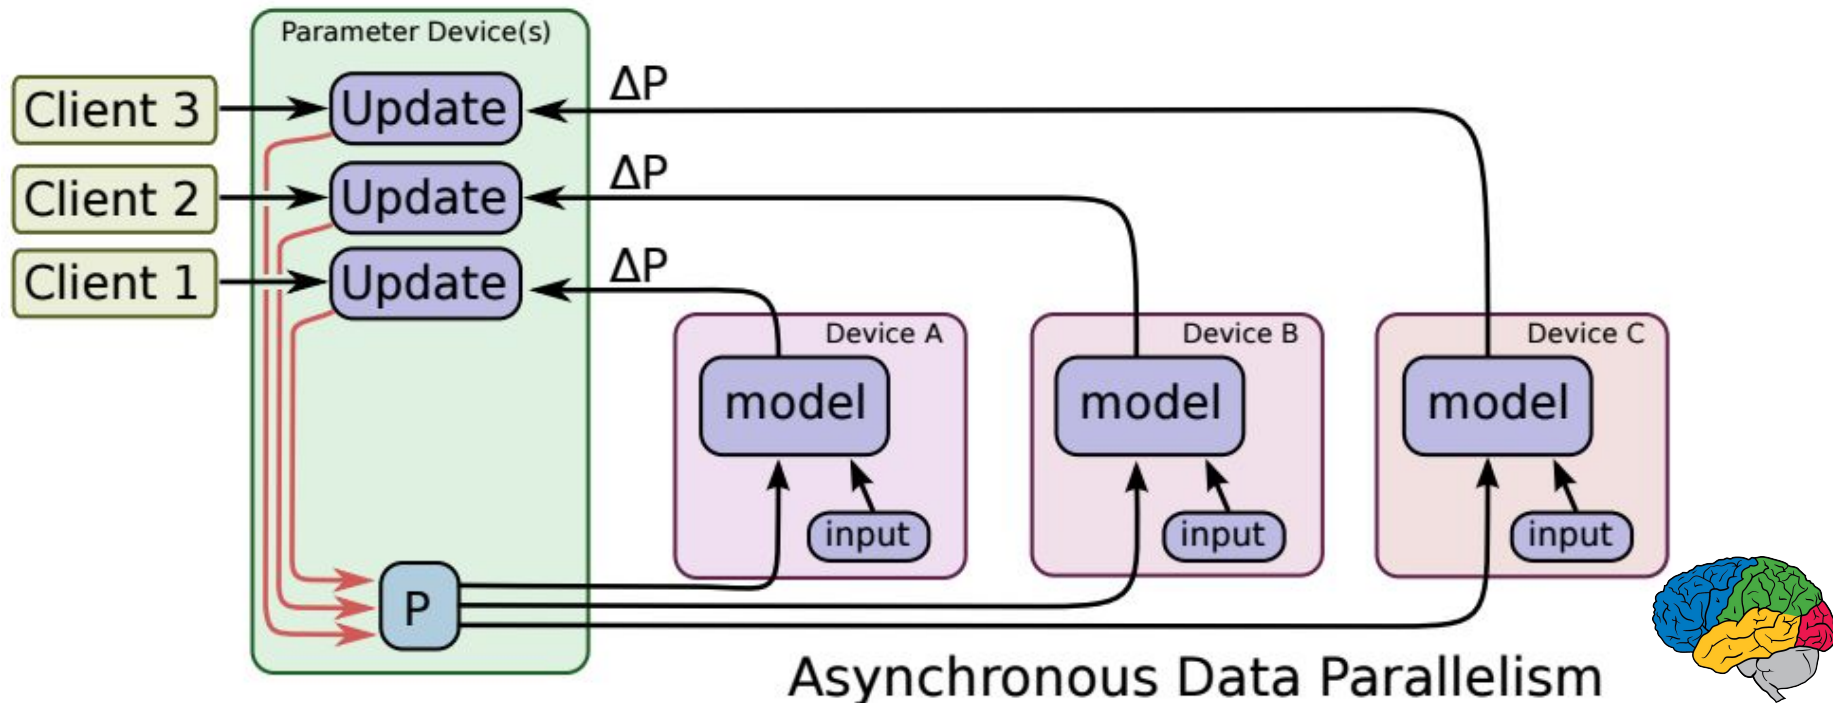 Parameter Device(s)
Client 3
Update
ΔP
Client 2
Update
ΔP
Client 1
Update
ΔP
Device A
Device B
Device C
model
model
model
input
input
input
P
Asynchronous Data Parallelism